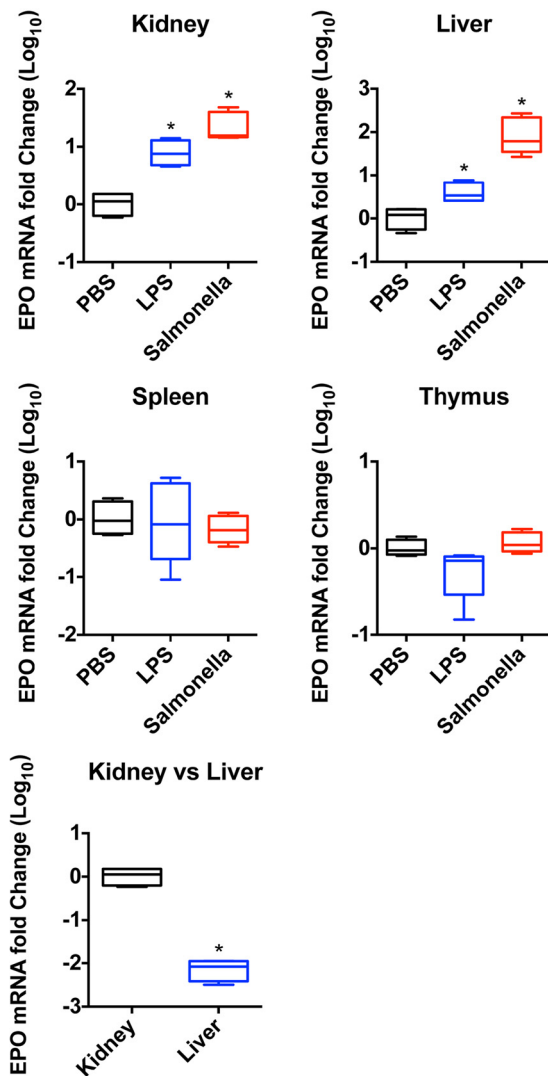 Kidney
EPO mRNA fold Change (Log10)
2
1
0
-1
*
*
PBS
LPS
Salmonella
Liver
EPO mRNA fold Change (Log10)
3
2
1
0
-1
*
*
PBS
LPS
Salmonella
Spleen
EPO mRNA fold Change (Log10)
1
0
-1
-2
PBS
LPS
Salmonella
Thymus
EPO mRNA fold Change (Log10)
1
0
-1
PBS
LPS
Salmonella
Kidney vs Liver
EPO mRNA fold Change (Log10)
1
0
-1
-2
-3
*
Kidney
Liver